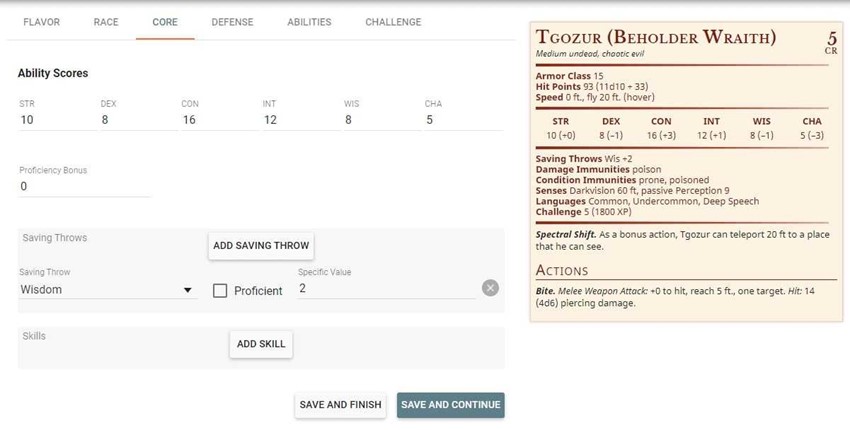 FLAVOR RACE CORE DEFENSE ABILITIES CHALLENGE
Ability Scores
STR DEX CON INT WIS CHA
10 8 16 12 8 5
Proficiency Bonus
0
Saving Throws
ADD SAVING THROW
Saving Throw
Wisdom
Proficient
Specific Value
2
Skills
ADD SKILL
SAVE AND FINISH
SAVE AND CONTINUE
Tgozur (Beholder Wraith)
5
CR
Medium undead, chaotic evil
Armor Class 15
Hit Points 93 (11d10 + 33)
Speed 0 ft., fly 20 ft. (hover)
STR DEX CON INT WIS CHA
10 (+0) 8 (–1) 16 (+3) 12 (+1) 8 (–1) 5 (–3)
Saving Throws Wis +2
Damage Immunities poison
Condition Immunities prone, poisoned
Senses Darkvision 60 ft, passive Perception 9
Languages Common, Undercommon, Deep Speech
Challenge 5 (1800 XP)
Spectral Shift. As a bonus action, Tgozur can teleport 20 ft to a place
that he can see.
Actions
Bite. Melee Weapon Attack: +0 to hit, reach 5 ft., one target. Hit: 14
(4d6) piercing damage.